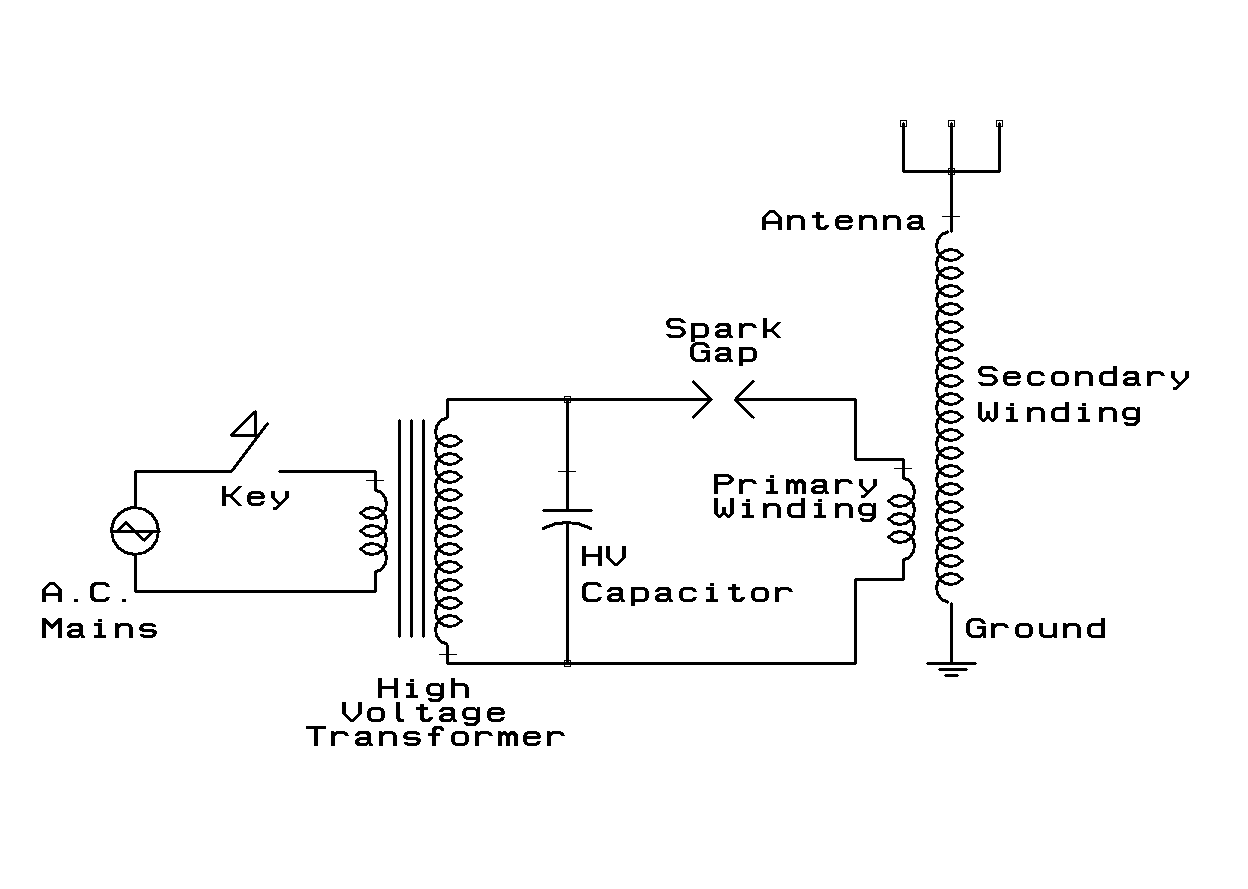 Antenna
Spark
Gap
Secondary
Winding
Key
Primary
Winding
HV
Capacitor
A.C.
Mains
Ground
High
Voltage
Transformer